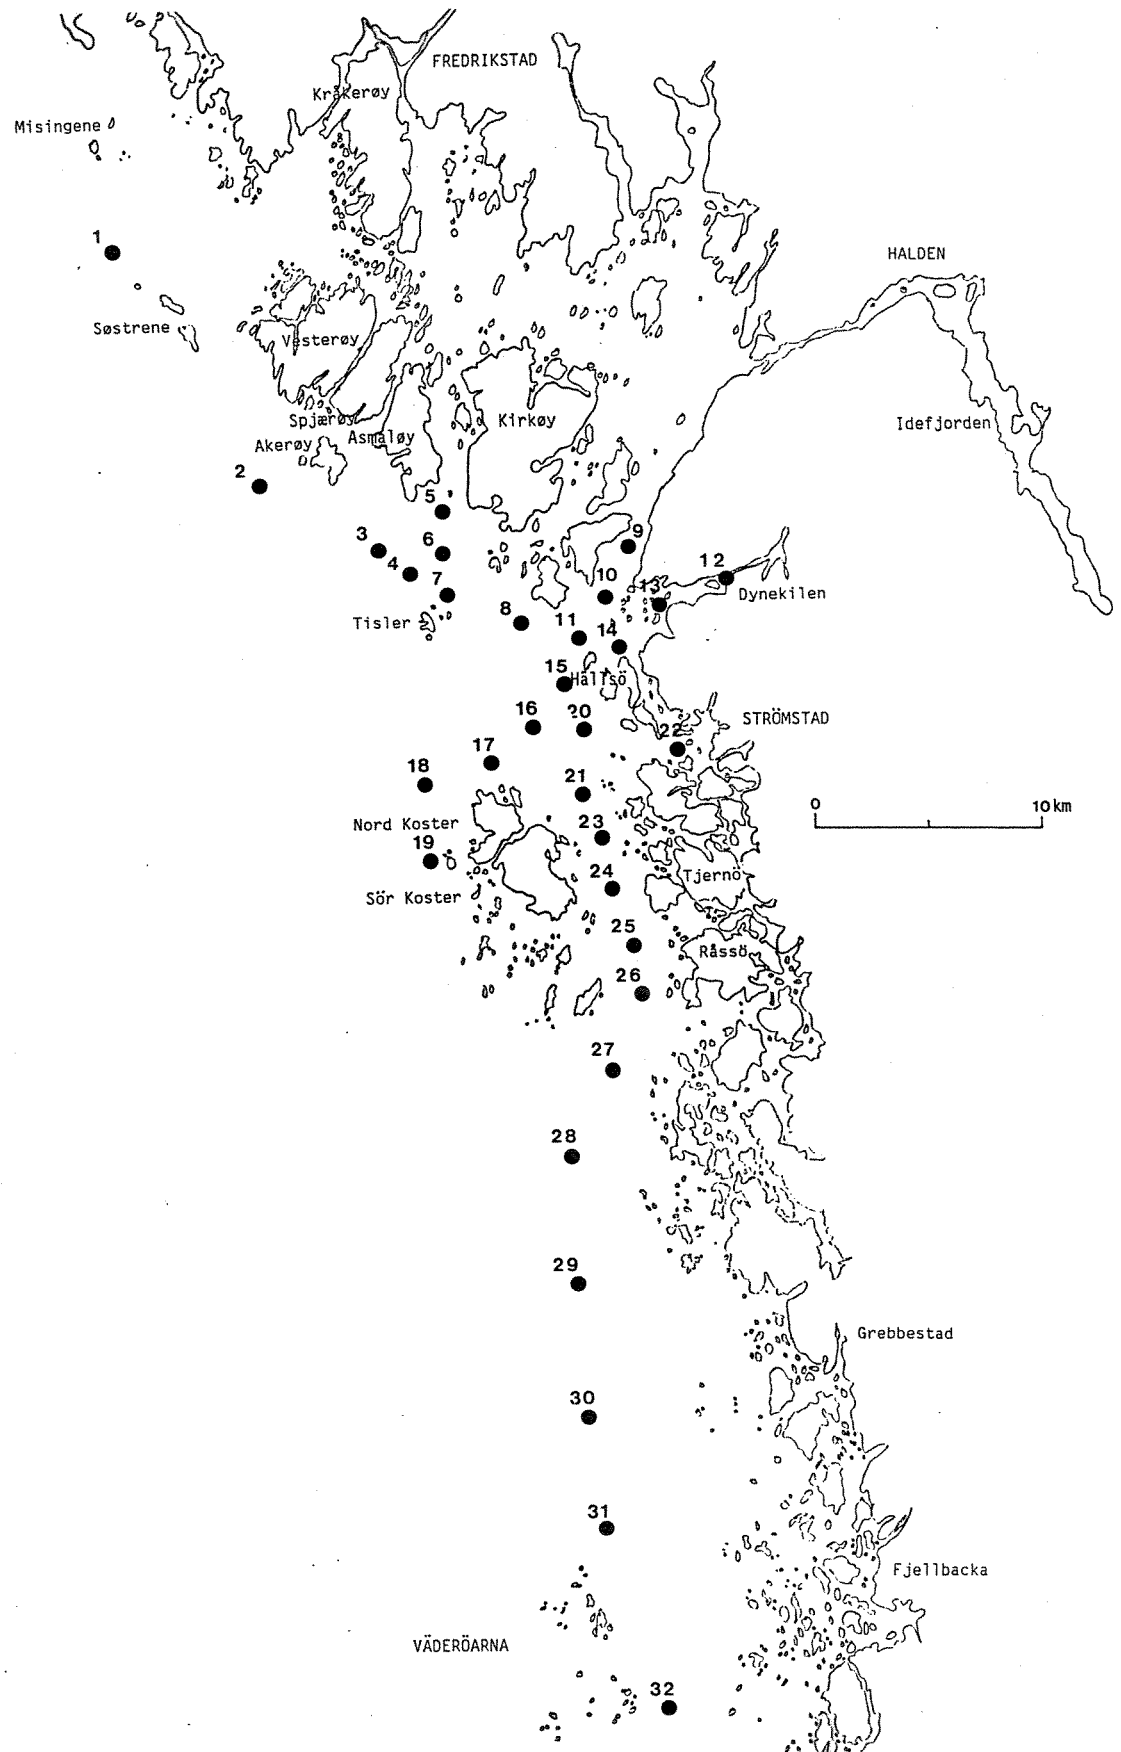 FREDRIKSTAD
Kråkerøy
Misingene
1
HALDEN
Søstrene
Vesterøy
Spjærøy
Kirkøy
Idefjorden
Asmaløy
Akerøy
2
5
3
6
9
4
7
12
10
13
Dynekilen
8
11
14
Tisler
15
Hällsö
16
20
STRÖMSTAD
22
17
18
21
0
10 km
Nord Koster
23
19
24
Tjernö
Sör Koster
25
Råssö
26
27
28
29
Grebbestad
30
31
Fjellbacka
VÄDERÖARNA
32